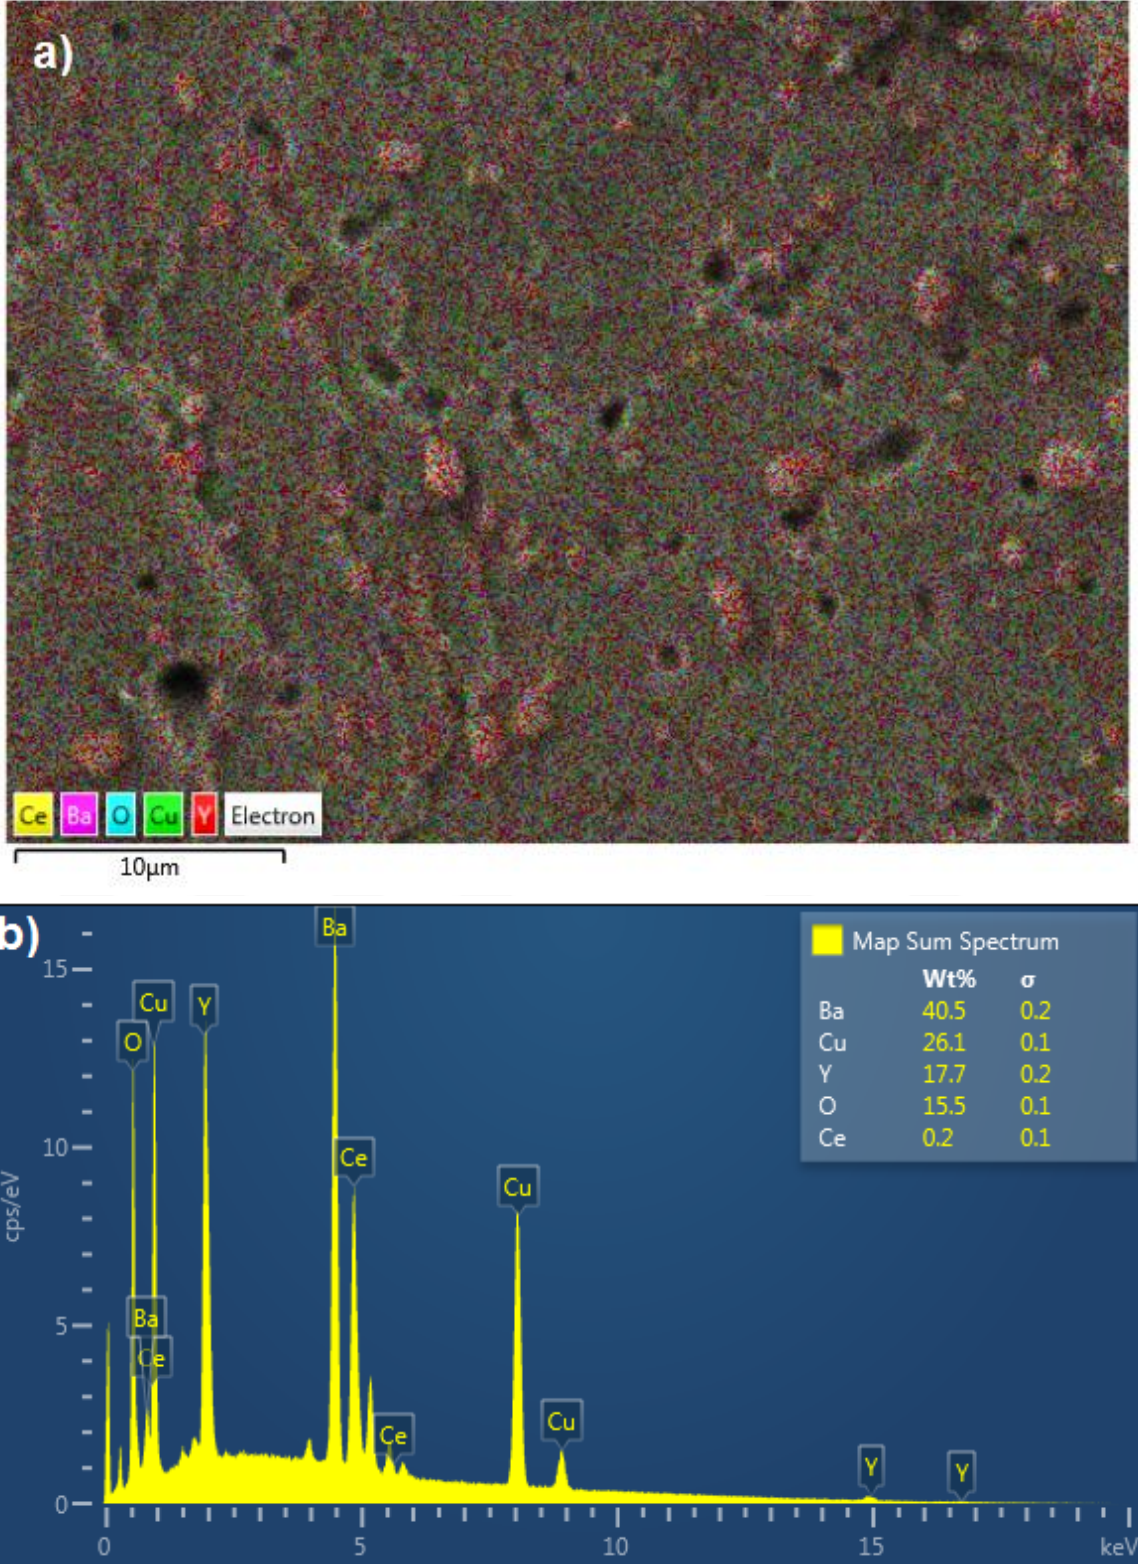 a)
Ce Ba O Cu Y Electron
10µm
b)
Ba
15
Cu
Y
O
10
Ce
Cu
cps/eV
5
Ba
Ce
Cu
Ce
Y
Y
0
0 5 10 15 keV
Map Sum Spectrum
Wt% σ
Ba 40.5 0.2
Cu 26.1 0.1
Y 17.7 0.2
O 15.5 0.1
Ce 0.2 0.1